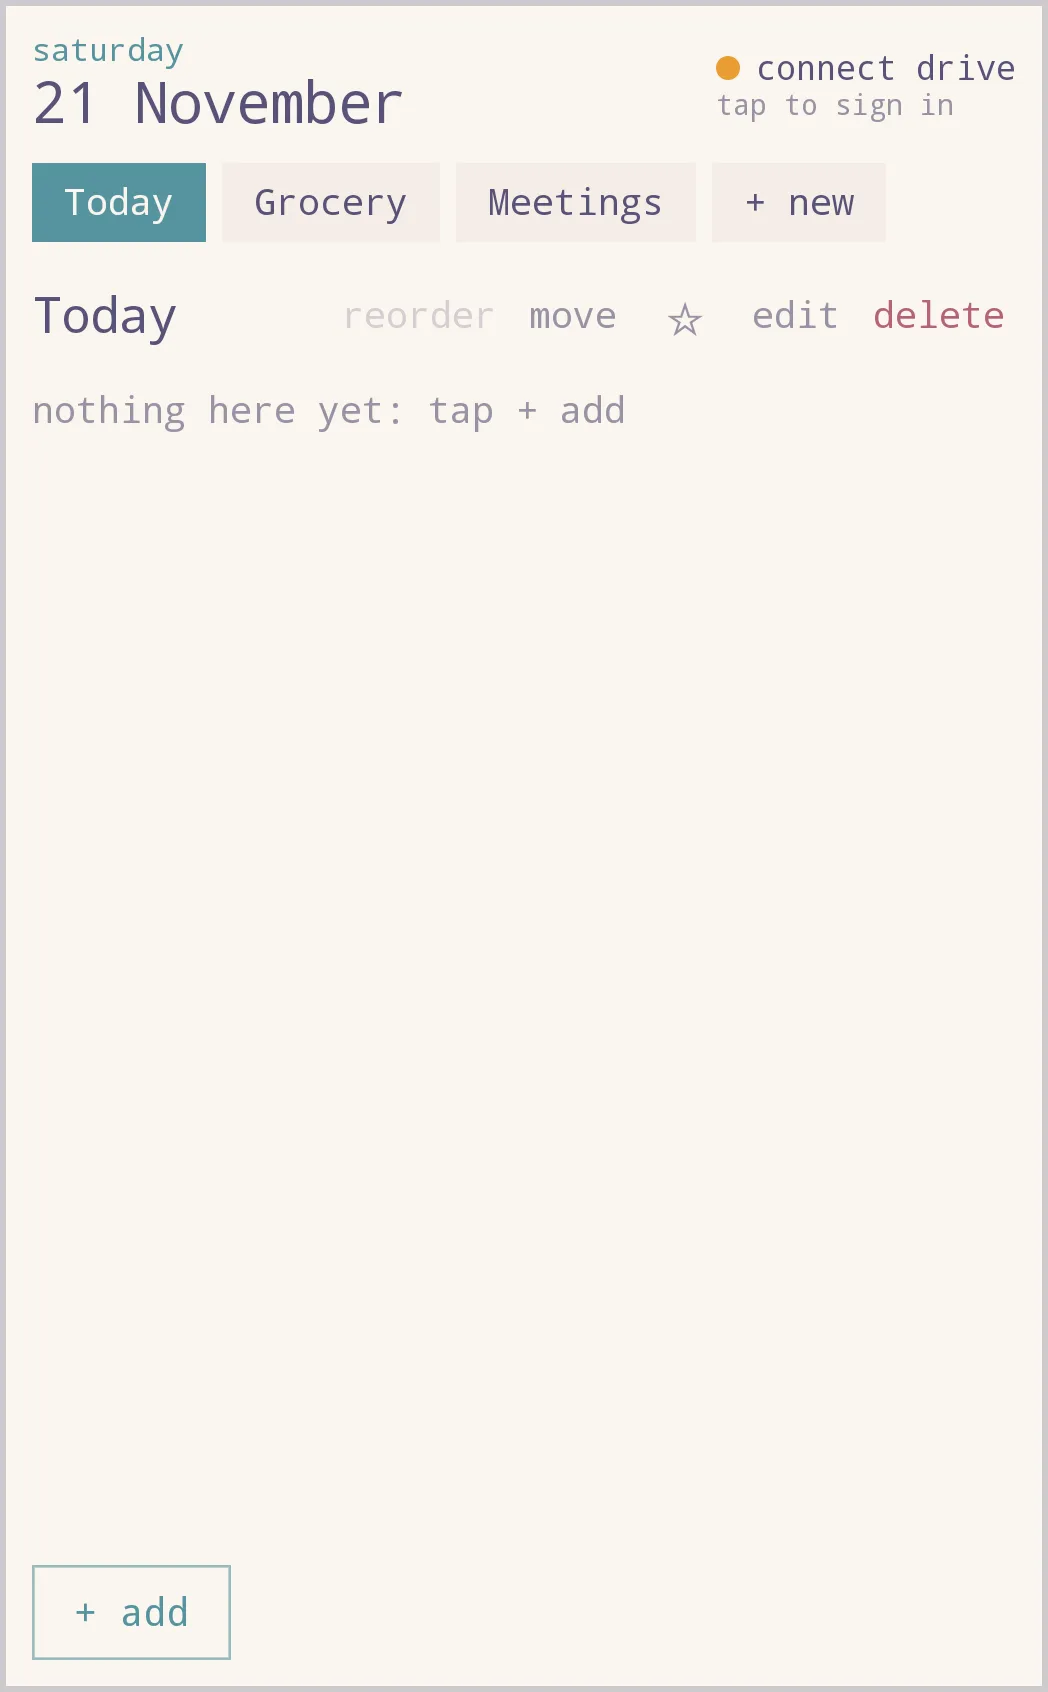 saturday
21 November
connect drive
tap to sign in
Today Grocery Meetings + new
Today reorder move ☆ edit delete
nothing here yet: tap + add
+ add